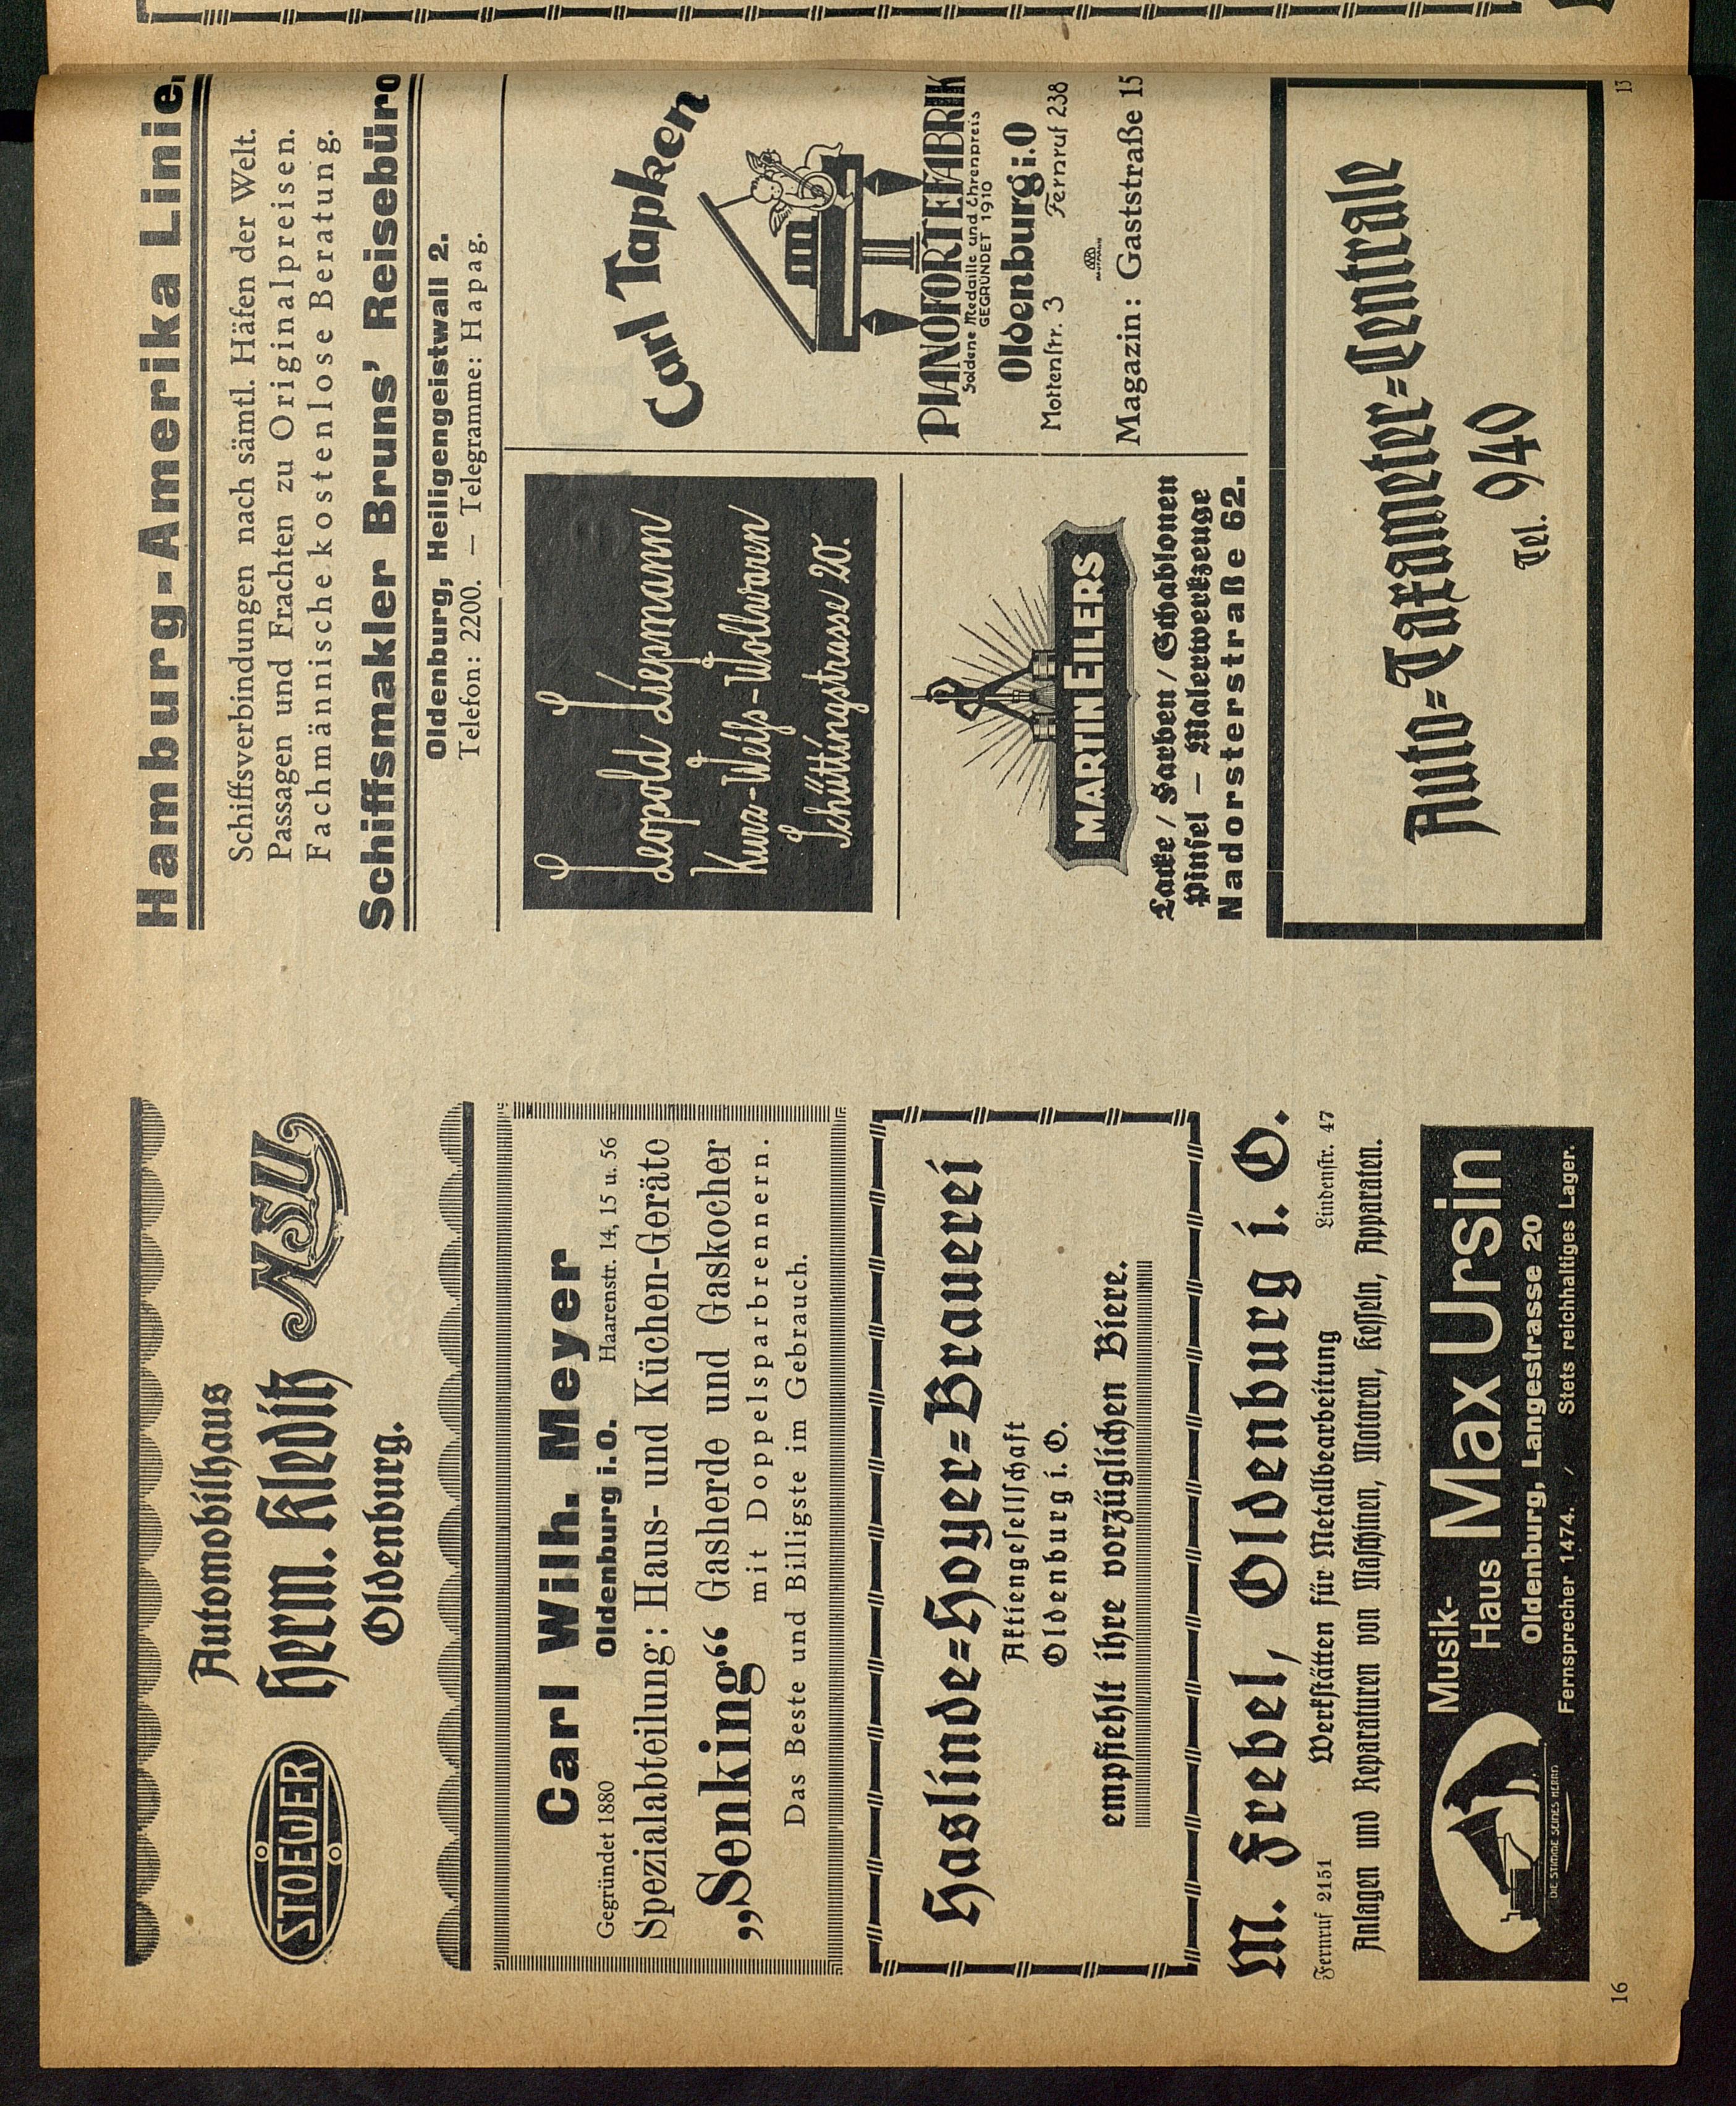 STOEWER
Automobilhaus
Herm. Kleditz
Oldenburg.
NSU
Carl Wilh. Meyer
Gegründet 1880 Oldenburg i.O. Haarenstr. 14, 15 u. 56
Spezialabteilung: Haus- und Küchen-Geräte
„Senking“ Gasherde und Gaskocher
mit Doppelsparbrennern.
Das Beste und Billigste im Gebrauch.
Haslinde=Hoyer=Brauerei
Aktiengesellschaft
Oldenburg i. O.
empfiehlt ihre vorzüglichen Biere.
M. Frebel, Oldenburg i. O.
Fernruf 2151 Werkstätten für Metallbearbeitung Lindenstr. 47
Anlagen und Reparaturen von Maschinen, Motoren, Kesseln, Apparaten.
DIE STIMME SEINES HERRN
Musik-
Haus Max Ursin
Oldenburg, Langestrasse 20
Fernsprecher 1474. / Stets reichhaltiges Lager.
16
Hamburg-Amerika Linie.
Schiffsverbindungen nach sämtl. Häfen der Welt.
Passagen und Frachten zu Originalpreisen.
Fachmännische kostenlose Beratung.
Schiffsmakler Bruns' Reisebüro
Oldenburg, Heiligengeistwall 2.
Telefon: 2200. — Telegramme: Hapag.
Leopold Liepmann
Kurz-Weifs-Wollwaren
Schüttingstrasse 20.
MARTIN EILERS
Lacke / Farben / Schablonen
Pinsel — Malerwerkzeuge
Nadorsterstraße 62.
Carl Tapken
PIANOFORTEFABRIK
Goldene Medaille und Ehrenpreis
GEGRÜNDET 1910
Oldenburg i.O
Mottenstr. 3 Fernruf 238
Magazin: Gaststraße 15
Auto=Taxameter=Centrale
Tel. 940
13